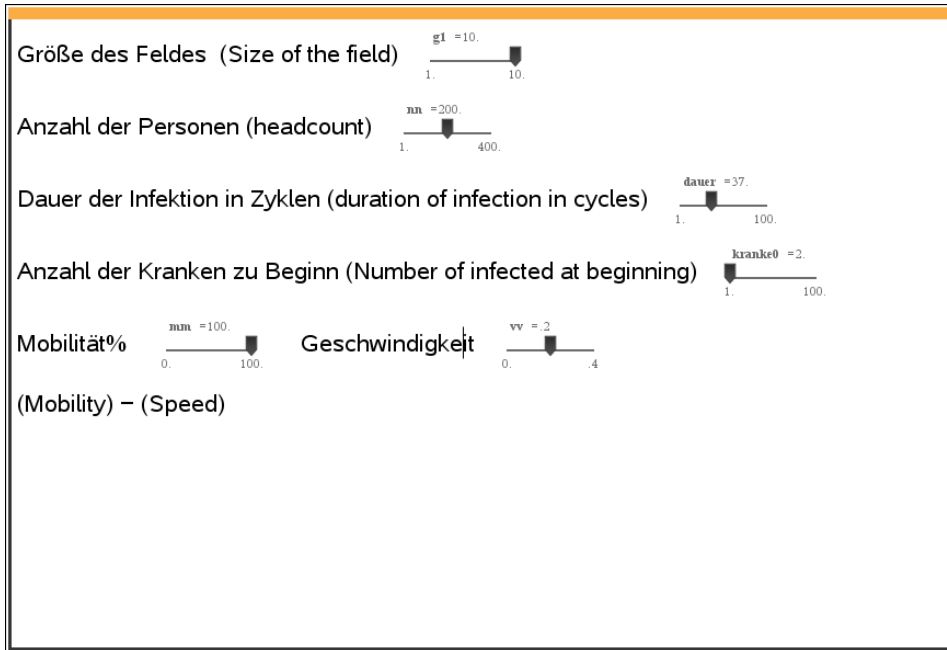 Größe des Feldes (Size of the field) g1 =10. 1. 10.
Anzahl der Personen (headcount) nn =200. 1. 400.
Dauer der Infektion in Zyklen (duration of infection in cycles) dauer =37. 1. 100.
Anzahl der Kranken zu Beginn (Number of infected at beginning) kranke0 =2. 1. 100.
Mobilität% mm =100. 0. 100. Geschwindigkeit vv =.2 0. .4
(Mobility) – (Speed)